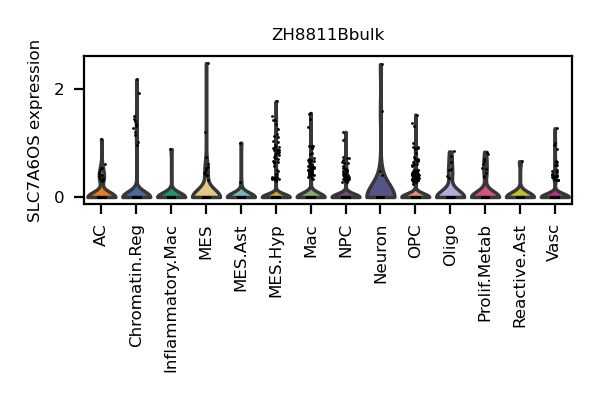 ZH8811Bbulk
SLC7A6OS expression
2
0
AC
Chromatin.Reg
Inflammatory.Mac
MES
MES.Ast
MES.Hyp
Mac
NPC
Neuron
OPC
Oligo
Prolif.Metab
Reactive.Ast
Vasc